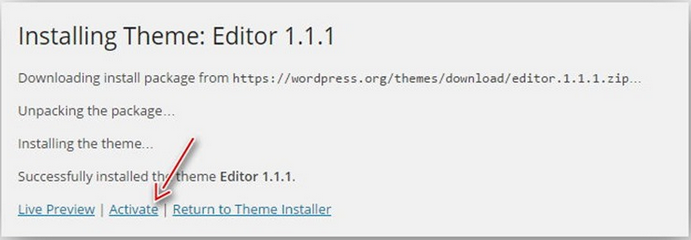 Installing Theme: Editor 1.1.1
Downloading install package from https://wordpress.org/themes/download/editor.1.1.1.zip…
Unpacking the package…
Installing the theme…
Successfully installed the theme Editor 1.1.1.
Live Preview | Activate | Return to Theme Installer